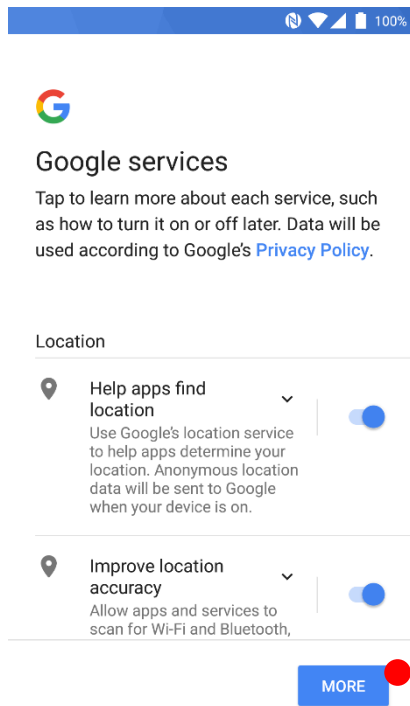 100%
Google services
Tap to learn more about each service, such
as how to turn it on or off later. Data will be
used according to Google's Privacy Policy.
Location
Help apps find
location
Use Google's location service
to help apps determine your
location. Anonymous location
data will be sent to Google
when your device is on.
Improve location
accuracy
Allow apps and services to
scan for Wi-Fi and Bluetooth,
MORE